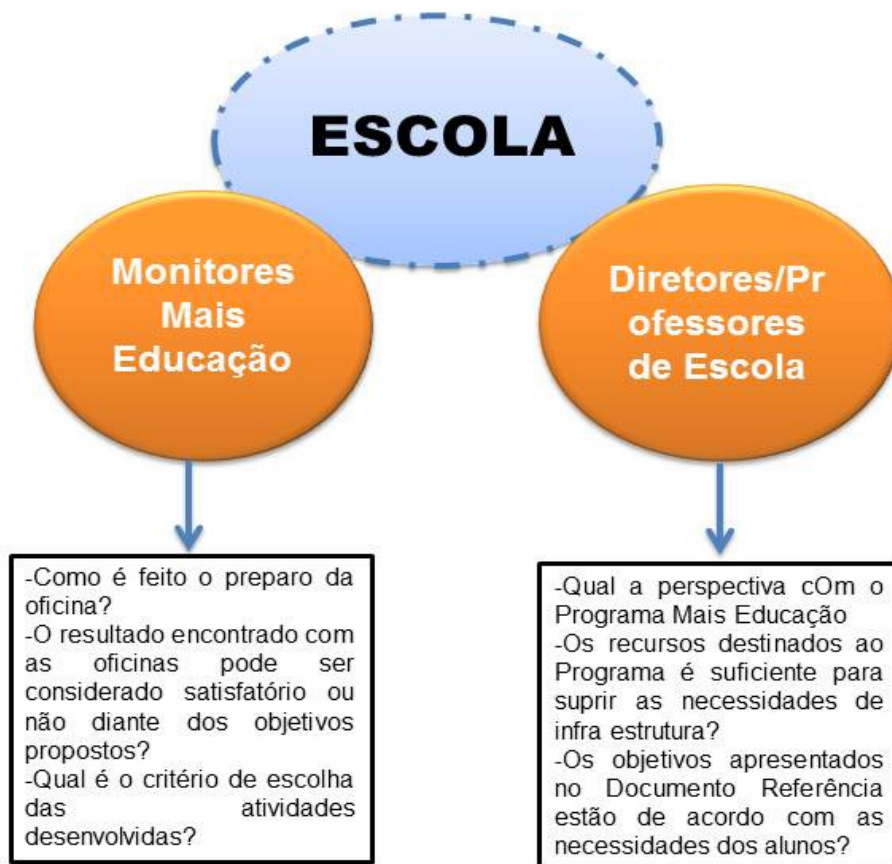 ESCOLA
Monitores
Mais
Educação
Diretores/Pr
ofessores
de Escola
-Como é feito o preparo da
oficina?
-O resultado encontrado com
as oficinas pode ser
considerado satisfatório ou
não diante dos objetivos
propostos?
-Qual é o critério de escolha
das atividades
desenvolvidas?
-Qual a perspectiva cOm o
Programa Mais Educação
-Os recursos destinados ao
Programa é suficiente para
suprir as necessidades de
infra estrutura?
-Os objetivos apresentados
no Documento Referência
estão de acordo com as
necessidades dos alunos?